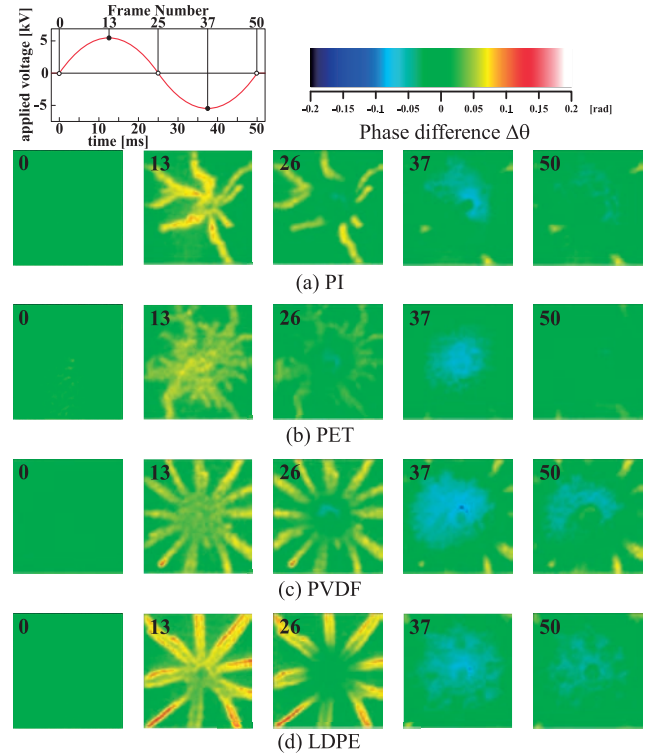 Frame Number
0 13 25 37 50
applied voltage [kV]
5
0
−5
0 10 20 30 40 50
time [ms]
-0.2 -0.15 -0.1 -0.05 0 0.05 0.1 0.15 0.2 [rad]
Phase difference Δθ
0 13 26 37 50
(a) PI
0 13 26 37 50
(b) PET
0 13 26 37 50
(c) PVDF
0 13 26 37 50
(d) LDPE